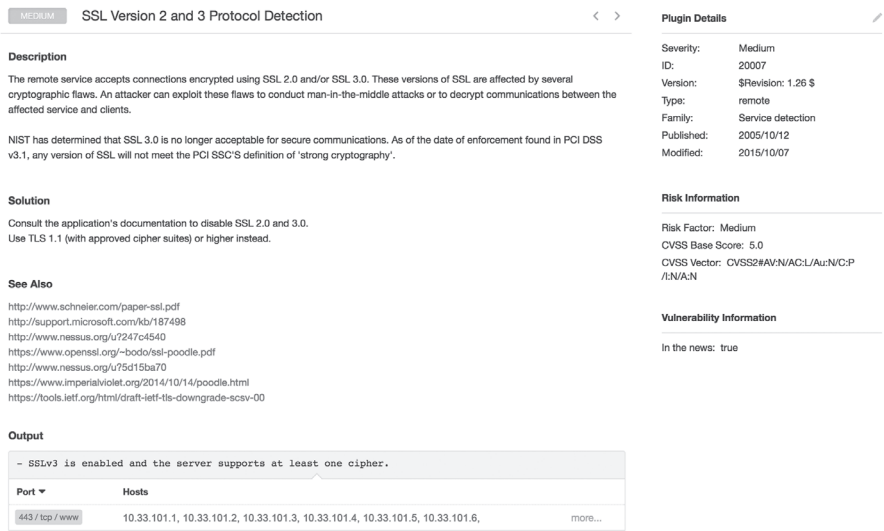 MEDIUM
SSL Version 2 and 3 Protocol Detection
Description
The remote service accepts connections encrypted using SSL 2.0 and/or SSL 3.0. These versions of SSL are affected by several
cryptographic flaws. An attacker can exploit these flaws to conduct man-in-the-middle attacks or to decrypt communications between the
affected service and clients.
NIST has determined that SSL 3.0 is no longer acceptable for secure communications. As of the date of enforcement found in PCI DSS
v3.1, any version of SSL will not meet the PCI SSC'S definition of 'strong cryptography'.
Solution
Consult the application's documentation to disable SSL 2.0 and 3.0.
Use TLS 1.1 (with approved cipher suites) or higher instead.
See Also
http://www.schneier.com/paper-ssl.pdf
http://support.microsoft.com/kb/187498
http://www.nessus.org/u?247c4540
https://www.openssl.org/~bodo/ssl-poodle.pdf
http://www.nessus.org/u?5d15ba70
https://www.imperialviolet.org/2014/10/14/poodle.html
https://tools.ietf.org/html/draft-ietf-tls-downgrade-scsv-00
Output
- SSLv3 is enabled and the server supports at least one cipher.
Port ▼ Hosts
443 / tcp / www 10.33.101.1, 10.33.101.2, 10.33.101.3, 10.33.101.4, 10.33.101.5, 10.33.101.6, more...
Plugin Details
Severity: Medium
ID: 20007
Version: $Revision: 1.26 $
Type: remote
Family: Service detection
Published: 2005/10/12
Modified: 2015/10/07
Risk Information
Risk Factor: Medium
CVSS Base Score: 5.0
CVSS Vector: CVSS2#AV:N/AC:L/Au:N/C:P
/I:N/A:N
Vulnerability Information
In the news: true